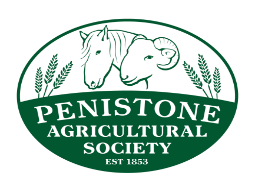 PENISTONE
AGRICULTURAL
SOCIETY
EST 1853